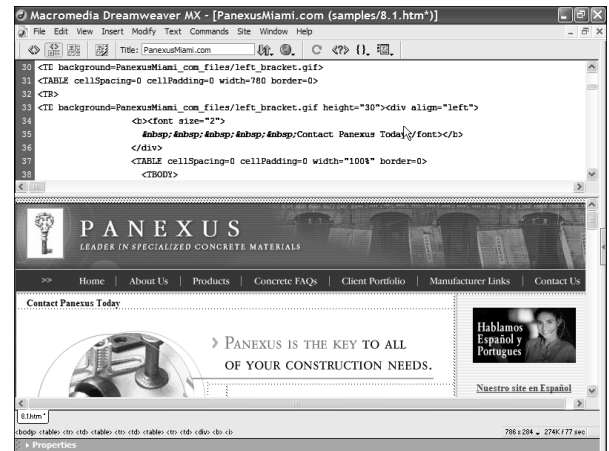 Macromedia Dreamweaver MX - [PanexusMiami.com (samples/8.1.htm*)]
File Edit View Insert Modify Text Commands Site Window Help
Title: PanexusMiami.com
30 <TD background=PanexusMiami_com_files/left_bracket.gif>
31 <TABLE cellSpacing=0 cellPadding=0 width=780 border=0>
32 <TR>
33 <TD background=PanexusMiami_com_files/left_bracket.gif height="30"><div align="left">
34 <b><font size="2">
35 &nbsp;&nbsp;&nbsp;&nbsp;&nbsp;Contact Panexus Today</font></b>
36 </div>
37 <TABLE cellSpacing=0 cellPadding=0 width="100%" border=0>
38 <TBODY>
PANEXUS
LEADER IN SPECIALIZED CONCRETE MATERIALS
>> Home | About Us | Products | Concrete FAQs | Client Portfolio | Manufacturer Links | Contact Us
Contact Panexus Today
PANEXUS IS THE KEY TO ALL
OF YOUR CONSTRUCTION NEEDS.
Hablamos
Español y
Portugues
Nuestro site en Español
8.1.htm*
<body> <table> <tr> <td> <table> <tr> <td> <table> <tr> <td> <div> <b> <b>
786 x 284 274K / 77 sec
Properties